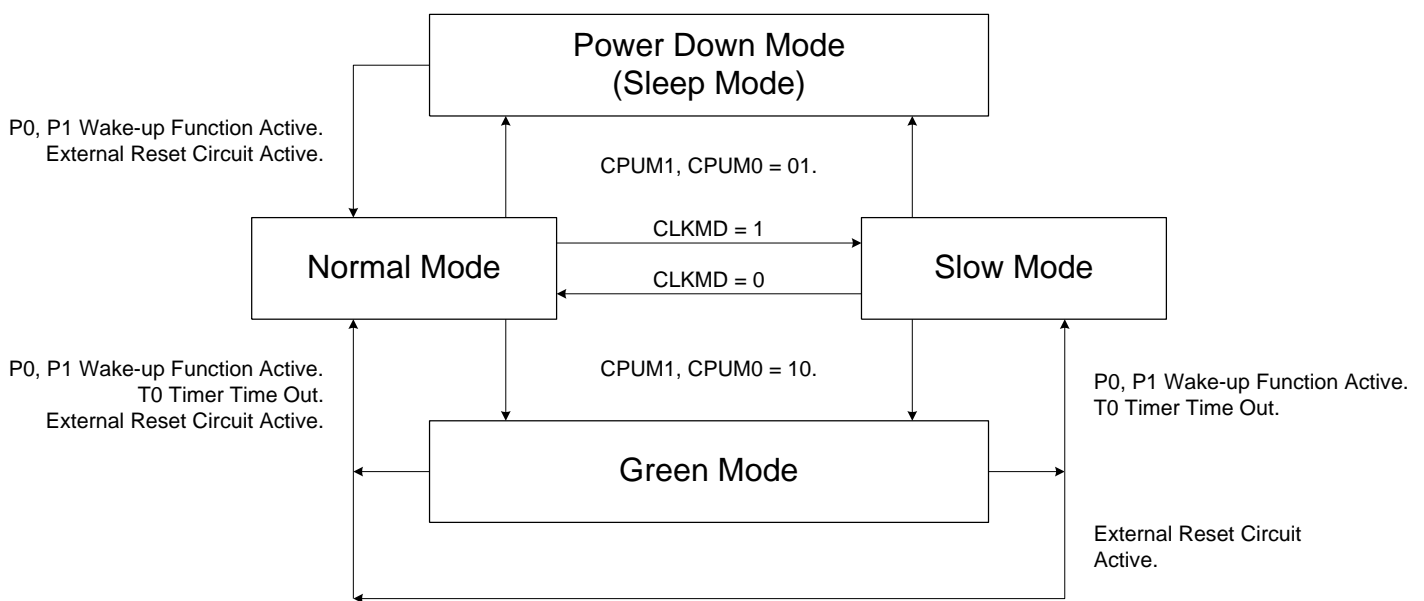 Power Down Mode
(Sleep Mode)
P0, P1 Wake-up Function Active.
External Reset Circuit Active.
CPUM1, CPUM0 = 01.
CLKMD = 1
Normal Mode
Slow Mode
CLKMD = 0
P0, P1 Wake-up Function Active.
T0 Timer Time Out.
External Reset Circuit Active.
CPUM1, CPUM0 = 10.
P0, P1 Wake-up Function Active.
T0 Timer Time Out.
Green Mode
External Reset Circuit
Active.